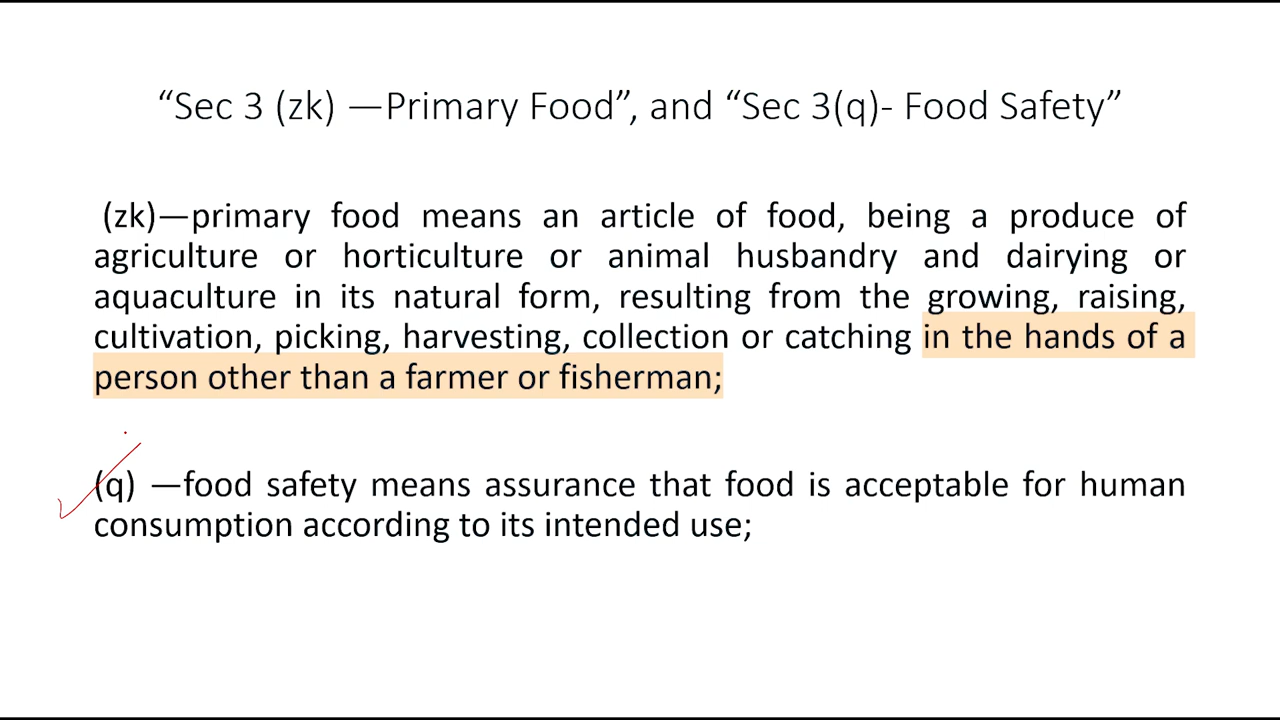 “Sec 3 (zk) —Primary Food”, and “Sec 3(q)- Food Safety”
(zk)—primary food means an article of food, being a produce of
agriculture or horticulture or animal husbandry and dairying or
aquaculture in its natural form, resulting from the growing, raising,
cultivation, picking, harvesting, collection or catching in the hands of a
person other than a farmer or fisherman;
(q) —food safety means assurance that food is acceptable for human
consumption according to its intended use;